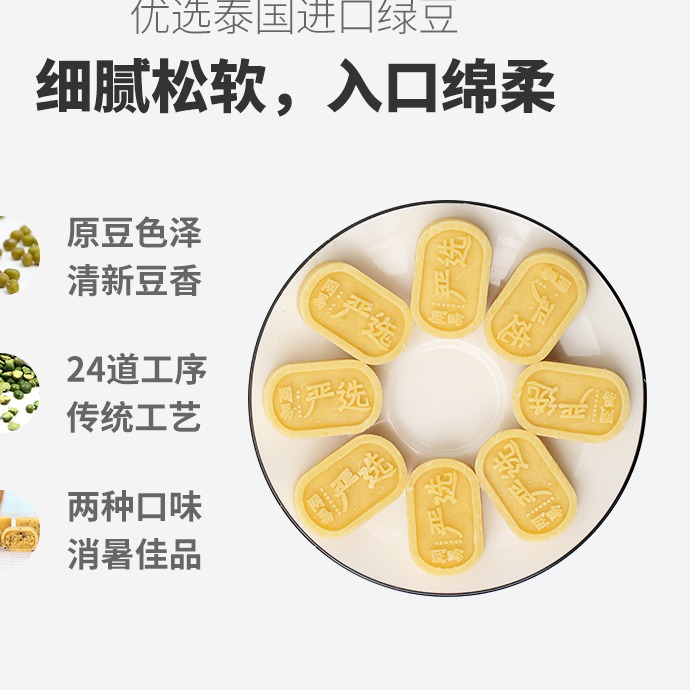 优选泰国进口绿豆
细腻松软，入口绵柔
原豆色泽
清新豆香
24道工序
传统工艺
两种口味
消暑佳品
网易
严选
网易
严选
网易
严选
网易
严选
网易
严选
网易
严选
网易
严选
网易
严选